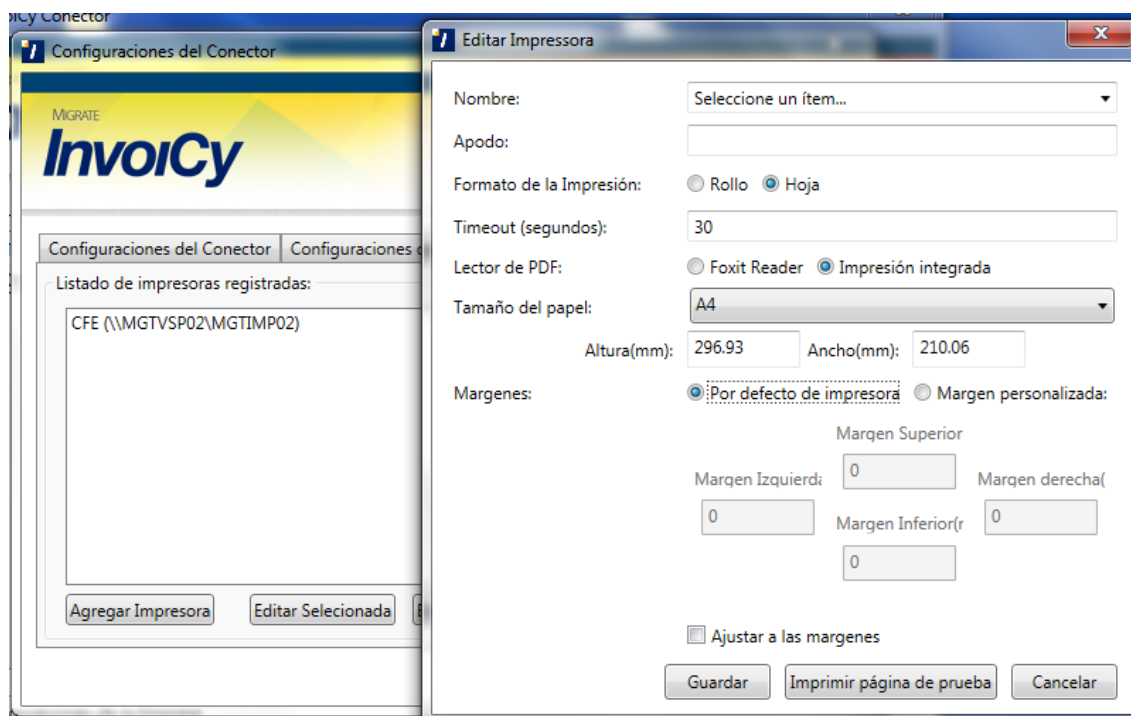 Cy Conector
Configuraciones del Conector
MIGRATE
InvoiCy
Configuraciones del Conector
Configuraciones
Listado de impresoras registradas:
CFE (\\MGTVSP02\MGTIMP02)
Agregar Impresora
Editar Selecionada
Editar Impressora
Nombre:
Seleccione un ítem...
Apodo:
Formato de la Impresión:
Rollo
Hoja
Timeout (segundos):
30
Lector de PDF:
Foxit Reader
Impresión integrada
Tamaño del papel:
A4
Altura(mm):
296.93
Ancho(mm):
210.06
Margenes:
Por defecto de impresora
Margen personalizada:
Margen Superior
0
Margen Izquierda
0
Margen derecha(
0
Margen Inferior(r
0
Ajustar a las margenes
Guardar
Imprimir página de prueba
Cancelar